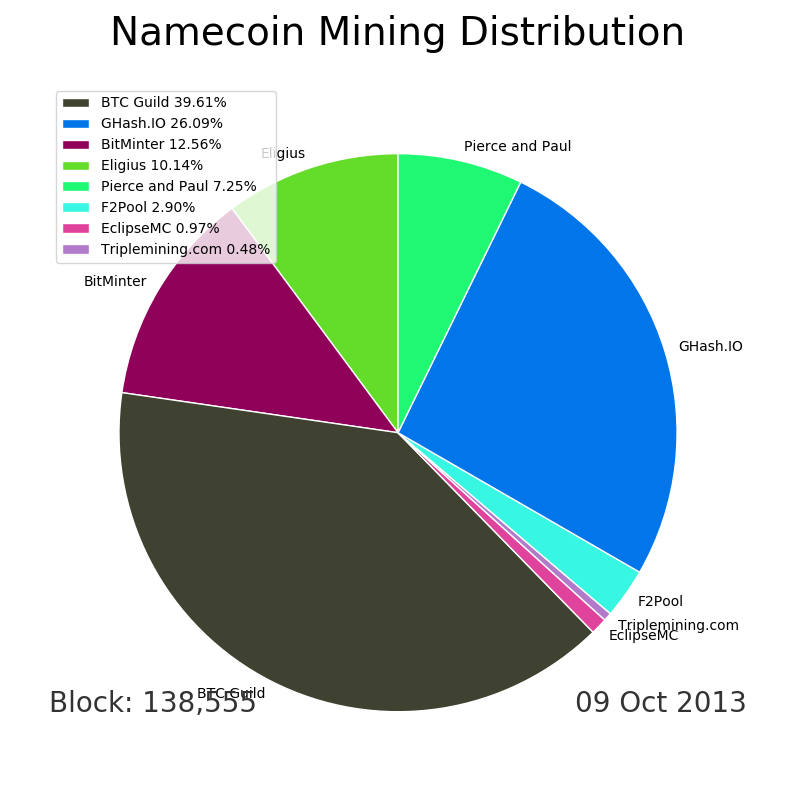 Namecoin Mining Distribution
BTC Guild 39.61%
GHash.IO 26.09%
BitMinter 12.56%
Eligius 10.14%
Pierce and Paul 7.25%
F2Pool 2.90%
EclipseMC 0.97%
Triplemining.com 0.48%
Eligius
Pierce and Paul
BitMinter
GHash.IO
F2Pool
Triplemining.com
EclipseMC
BTC Guild
Block: 138,555
09 Oct 2013